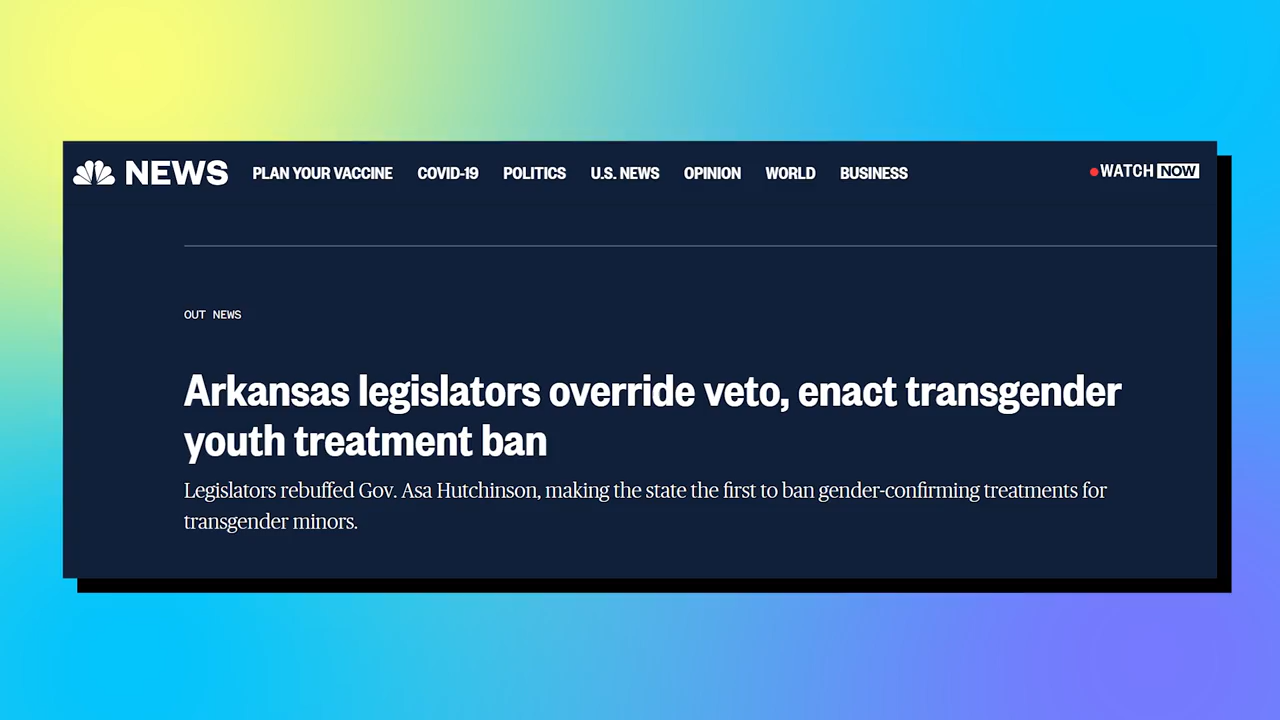 NEWS PLAN YOUR VACCINE COVID-19 POLITICS U.S. NEWS OPINION WORLD BUSINESS WATCH NOW
OUT NEWS
Arkansas legislators override veto, enact transgender
youth treatment ban
Legislators rebuffed Gov. Asa Hutchinson, making the state the first to ban gender-confirming treatments for
transgender minors.